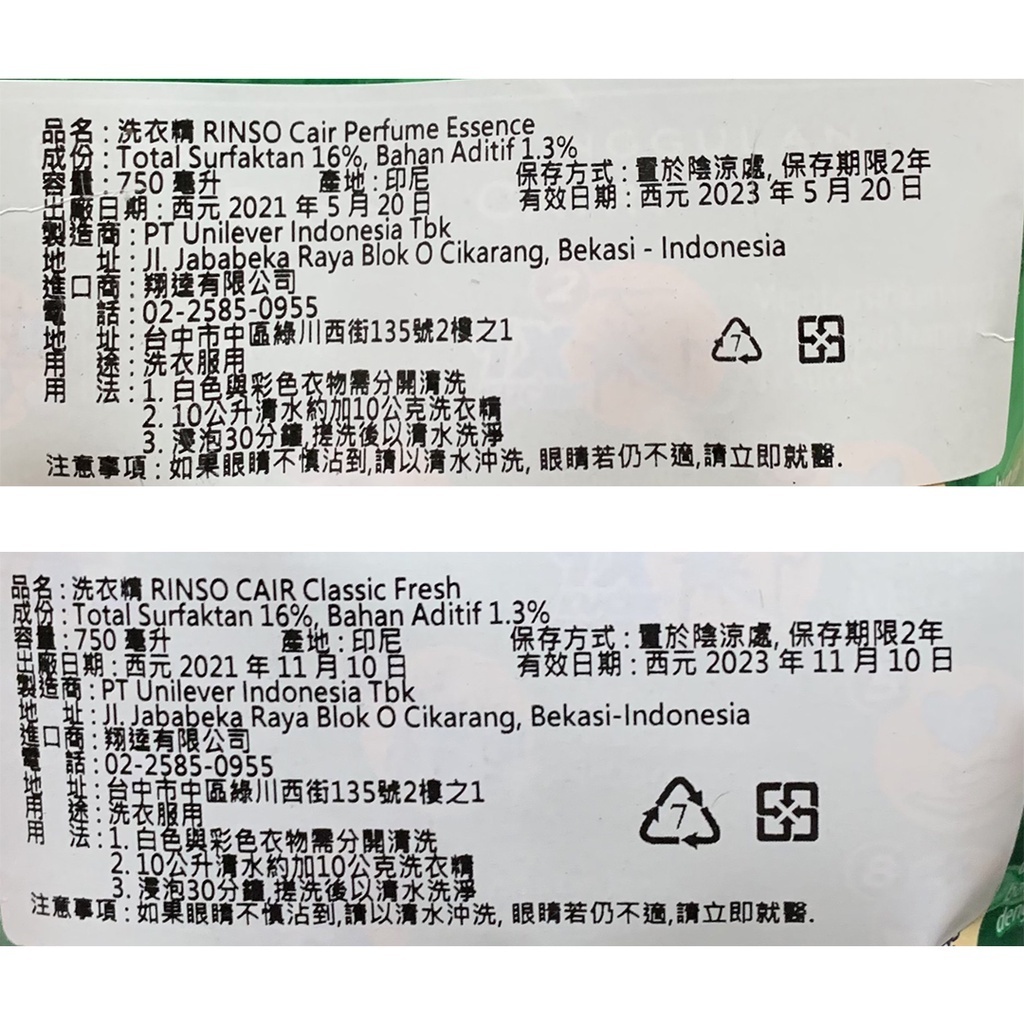 品名:洗衣精 RINSO Cair Perfume Essence
成份:Total Surfaktan 16%, Bahan Aditif 1.3%
容量:750 毫升 產地:印尼 保存方式:置於陰涼處, 保存期限2年
出廠日期:西元 2021 年 5 月 20 日 有效日期:西元 2023 年 5 月 20 日
製造商:PT Unilever Indonesia Tbk
地 址:Jl. Jababeka Raya Blok O Cikarang, Bekasi - Indonesia
進口商:翔逵有限公司
電 話:02-2585-0955
地 址:台中市中區綠川西街135號2樓之1
用 途:洗衣服用
用 法:1. 白色與彩色衣物需分開清洗
2. 10公升清水約加10公克洗衣精
3. 浸泡30分鐘,搓洗後以清水洗淨
注意事項:如果眼睛不慎沾到,請以清水沖洗, 眼睛若仍不適,請立即就醫.
7
品名:洗衣精 RINSO CAIR Classic Fresh
成份:Total Surfaktan 16%, Bahan Aditif 1.3%
容量:750 毫升 產地:印尼 保存方式:置於陰涼處, 保存期限2年
出廠日期:西元 2021 年 11 月 10 日 有效日期:西元 2023 年 11 月 10 日
製造商:PT Unilever Indonesia Tbk
地 址:Jl. Jababeka Raya Blok O Cikarang, Bekasi-Indonesia
進口商:翔逵有限公司
電 話:02-2585-0955
地 址:台中市中區綠川西街135號2樓之1
用 途:洗衣服用
用 法:1. 白色與彩色衣物需分開清洗
2. 10公升清水約加10公克洗衣精
3. 浸泡30分鐘,搓洗後以清水洗淨
注意事項:如果眼睛不慎沾到,請以清水沖洗, 眼睛若仍不適,請立即就醫.
7